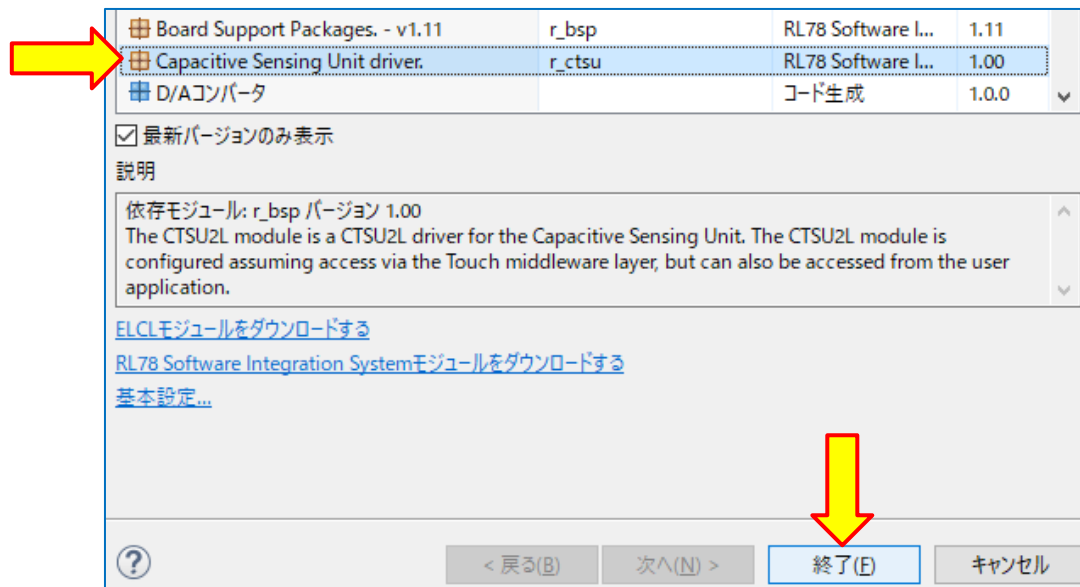 Board Support Packages. - v1.11 r_bsp RL78 Software I... 1.11
Capacitive Sensing Unit driver. r_ctsu RL78 Software I... 1.00
D/Aコンバータ コード生成 1.0.0
最新バージョンのみ表示
説明
依存モジュール: r_bsp バージョン 1.00
The CTSU2L module is a CTSU2L driver for the Capacitive Sensing Unit. The CTSU2L module is
configured assuming access via the Touch middleware layer, but can also be accessed from the user
application.
ELCLモジュールをダウンロードする
RL78 Software Integration Systemモジュールをダウンロードする
基本設定...
? < 戻る(B) 次へ(N) > 終了(F) キャンセル